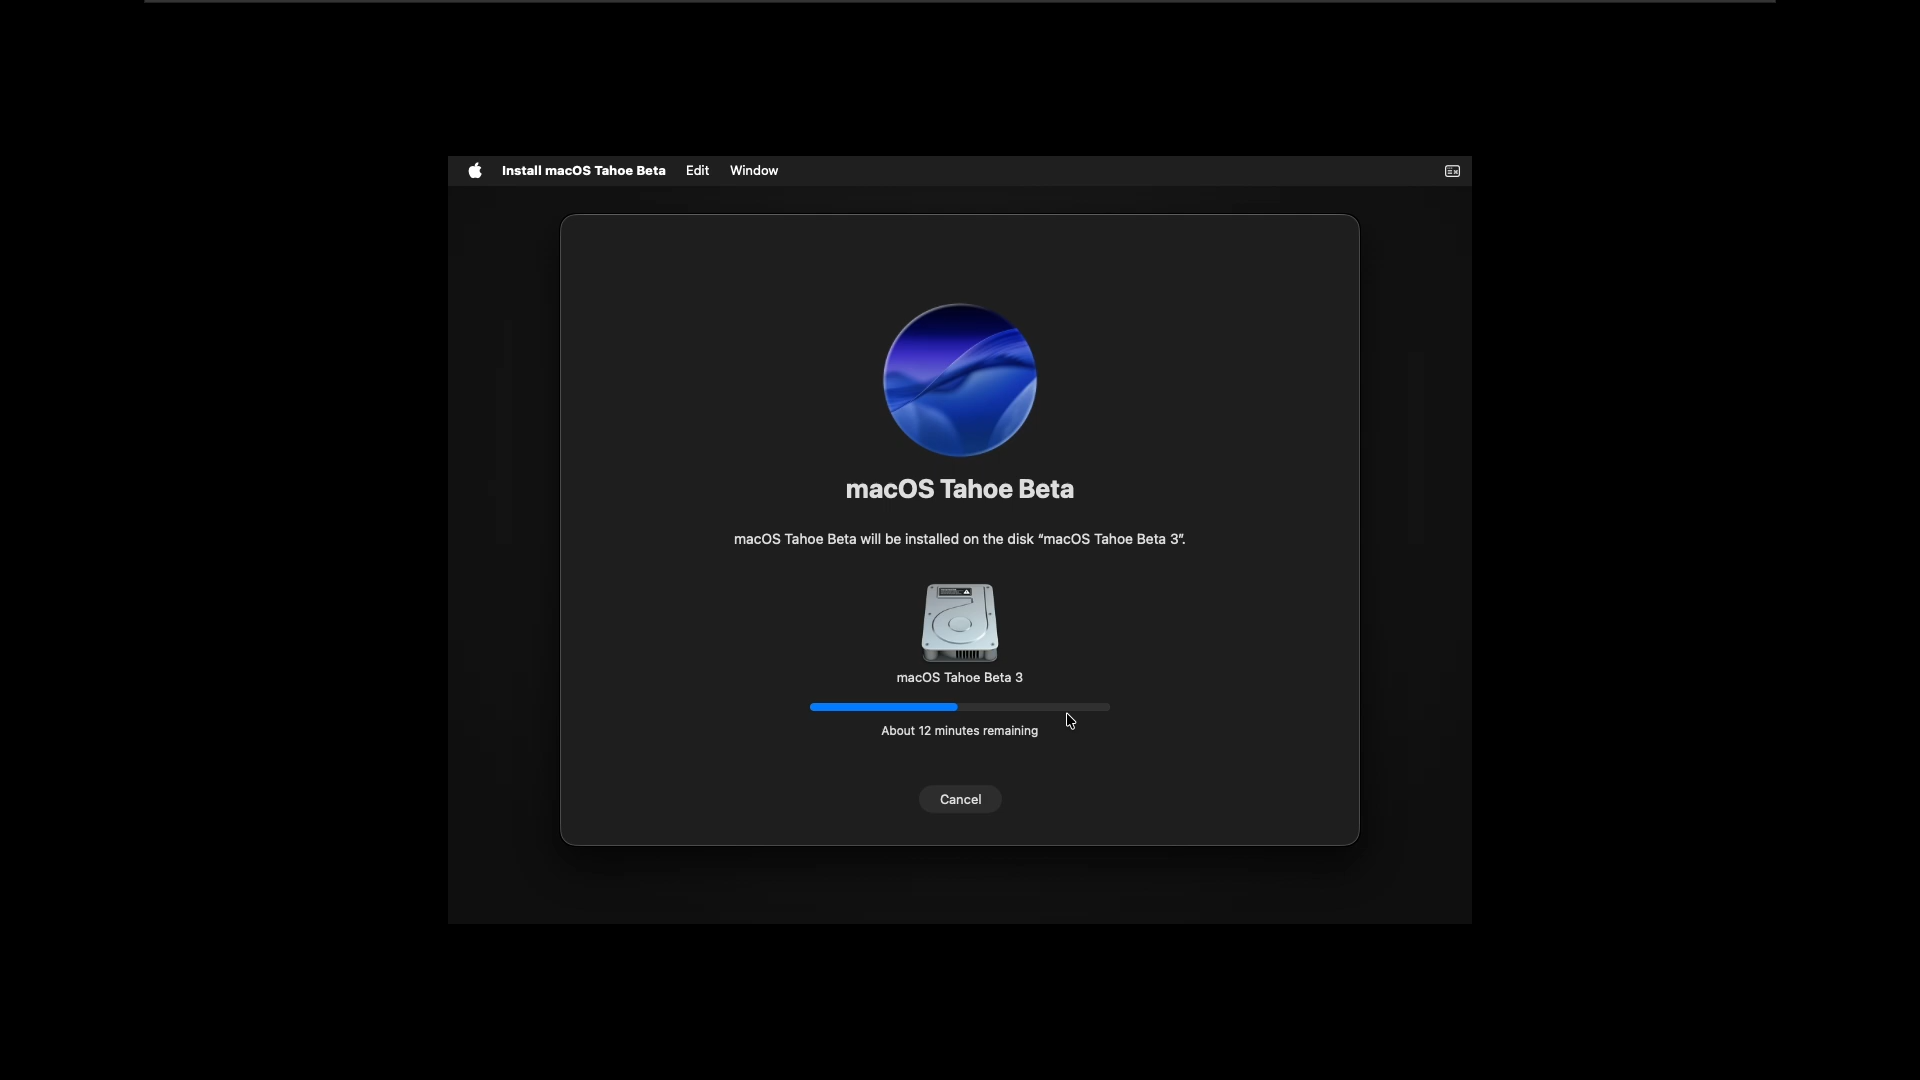 Install macOS Tahoe Beta Edit Window
macOS Tahoe Beta
macOS Tahoe Beta will be installed on the disk “macOS Tahoe Beta 3”.
macOS Tahoe Beta 3
About 12 minutes remaining
Cancel